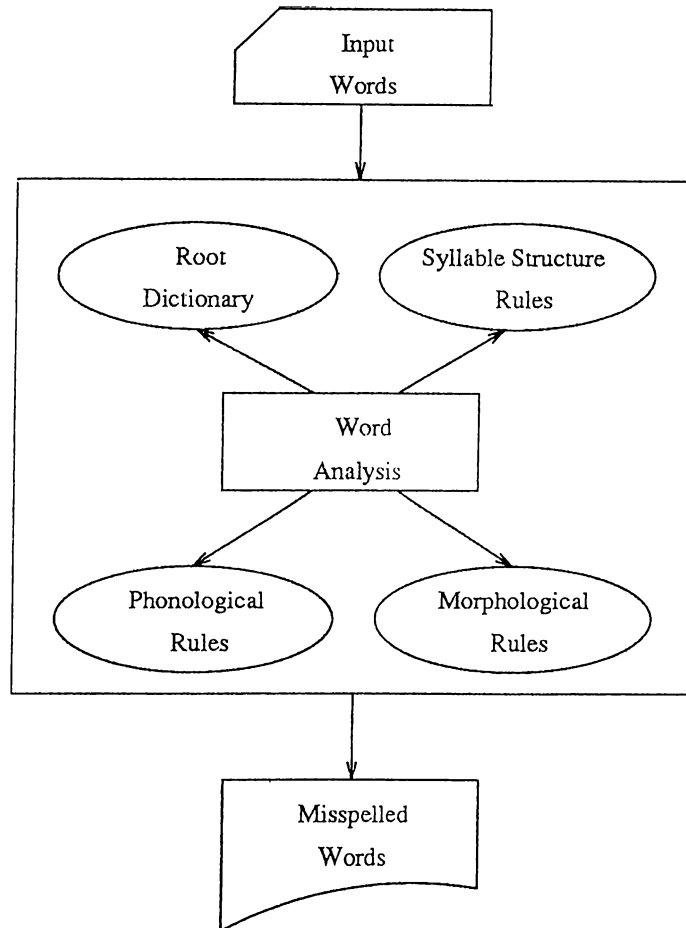 Input
Words
Root
Dictionary
Syllable Structure
Rules
Word
Analysis
Phonological
Rules
Morphological
Rules
Misspelled
Words